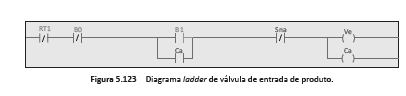 RT1 B0 B1 Sna Ve
Ca Ca
Figura 5.123 Diagrama ladder de válvula de entrada de produto.